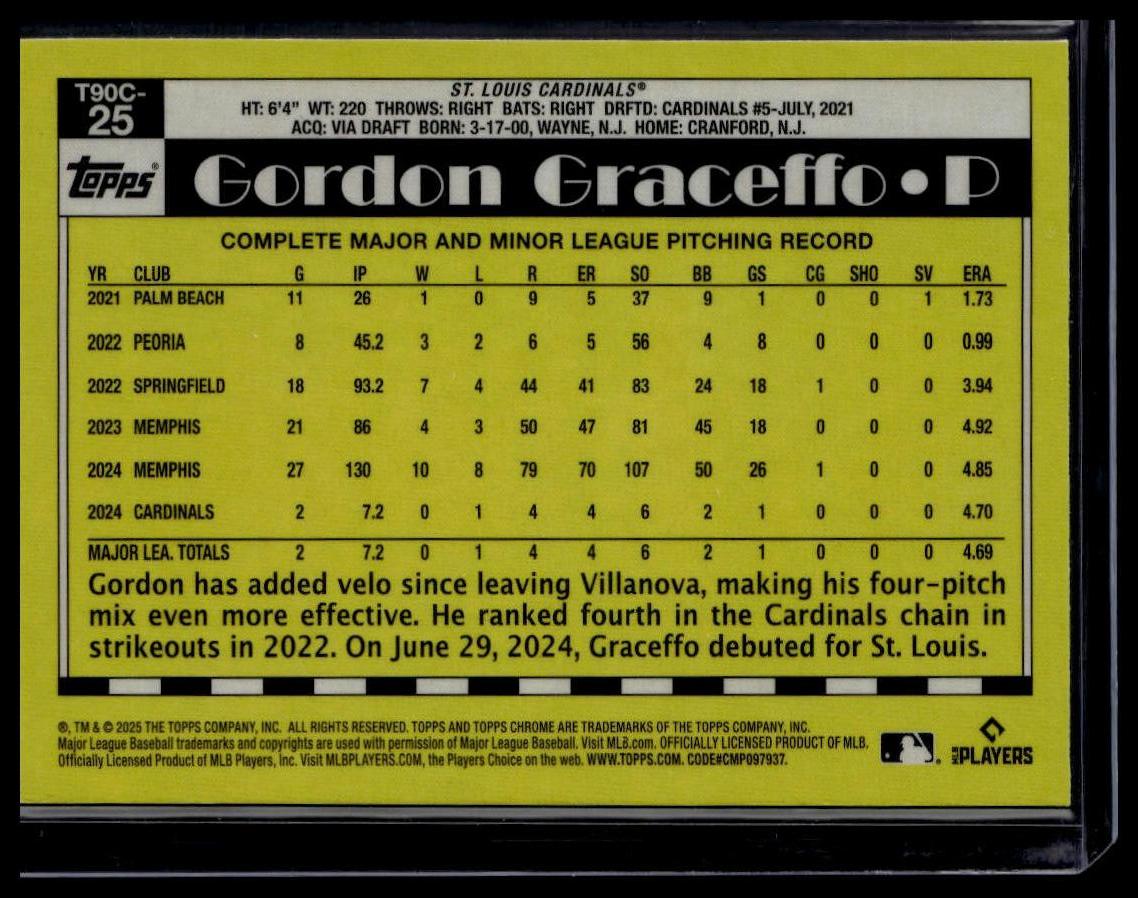 T90C-
25
ST. LOUIS CARDINALS®
HT: 6'4" WT: 220 THROWS: RIGHT BATS: RIGHT DRFTD: CARDINALS #5-JULY, 2021
ACQ: VIA DRAFT BORN: 3-17-00, WAYNE, N.J. HOME: CRANFORD, N.J.
Topps®
Gordon Graceffo • P
COMPLETE MAJOR AND MINOR LEAGUE PITCHING RECORD
YR CLUB G IP W L R ER SO BB GS CG SHO SV ERA
2021 PALM BEACH 11 26 1 0 9 5 37 9 1 0 0 1 1.73
2022 PEORIA 8 45.2 3 2 6 5 56 4 8 0 0 0 0.99
2022 SPRINGFIELD 18 93.2 7 4 44 41 83 24 18 1 0 0 3.94
2023 MEMPHIS 21 86 4 3 50 47 81 45 18 0 0 0 4.92
2024 MEMPHIS 27 130 10 8 79 70 107 50 26 1 0 0 4.85
2024 CARDINALS 2 7.2 0 1 4 4 6 2 1 0 0 0 4.70
MAJOR LEA. TOTALS 2 7.2 0 1 4 4 6 2 1 0 0 0 4.69
Gordon has added velo since leaving Villanova, making his four-pitch
mix even more effective. He ranked fourth in the Cardinals chain in
strikeouts in 2022. On June 29, 2024, Graceffo debuted for St. Louis.
®, TM & © 2025 THE TOPPS COMPANY, INC. ALL RIGHTS RESERVED. TOPPS AND TOPPS CHROME ARE TRADEMARKS OF THE TOPPS COMPANY, INC.
Major League Baseball trademarks and copyrights are used with permission of Major League Baseball. Visit MLB.com. OFFICIALLY LICENSED PRODUCT OF MLB.
Officially Licensed Product of MLB Players, Inc. Visit MLBPLAYERS.COM, the Players Choice on the web. WWW.TOPPS.COM. CODE#CMP097937.
MLB PLAYERS